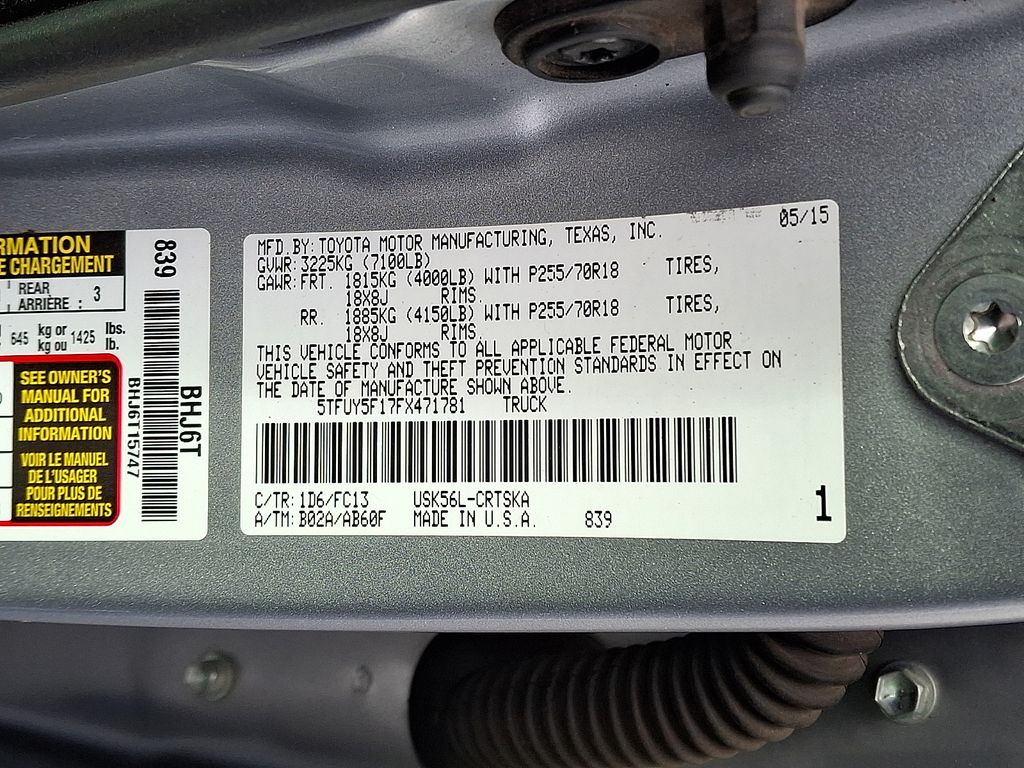 RMATION
E CHARGEMENT
REAR
ARRIÈRE : 3
645 kg or 1425 lbs.
kg ou lb.
SEE OWNER'S
MANUAL FOR
ADDITIONAL
INFORMATION
VOIR LE MANUEL
DE L'USAGER
POUR PLUS DE
RENSEIGNEMENTS
839
BHJ6T15747
BHJ6T
05/15
MFD. BY: TOYOTA MOTOR MANUFACTURING, TEXAS, INC.
GVWR: 3225KG (7100LB)
GAWR: FRT. 1815KG (4000LB) WITH P255/70R18 TIRES,
18X8J RIMS.
RR. 1885KG (4150LB) WITH P255/70R18 TIRES,
18X8J RIMS.
THIS VEHICLE CONFORMS TO ALL APPLICABLE FEDERAL MOTOR
VEHICLE SAFETY AND THEFT PREVENTION STANDARDS IN EFFECT ON
THE DATE OF MANUFACTURE SHOWN ABOVE.
5TFUY5F17FX471781 TRUCK
C/TR: 1D6/FC13 USK56L-CRTSKA
A/TM: B02A/AB60F MADE IN U.S.A. 839
1